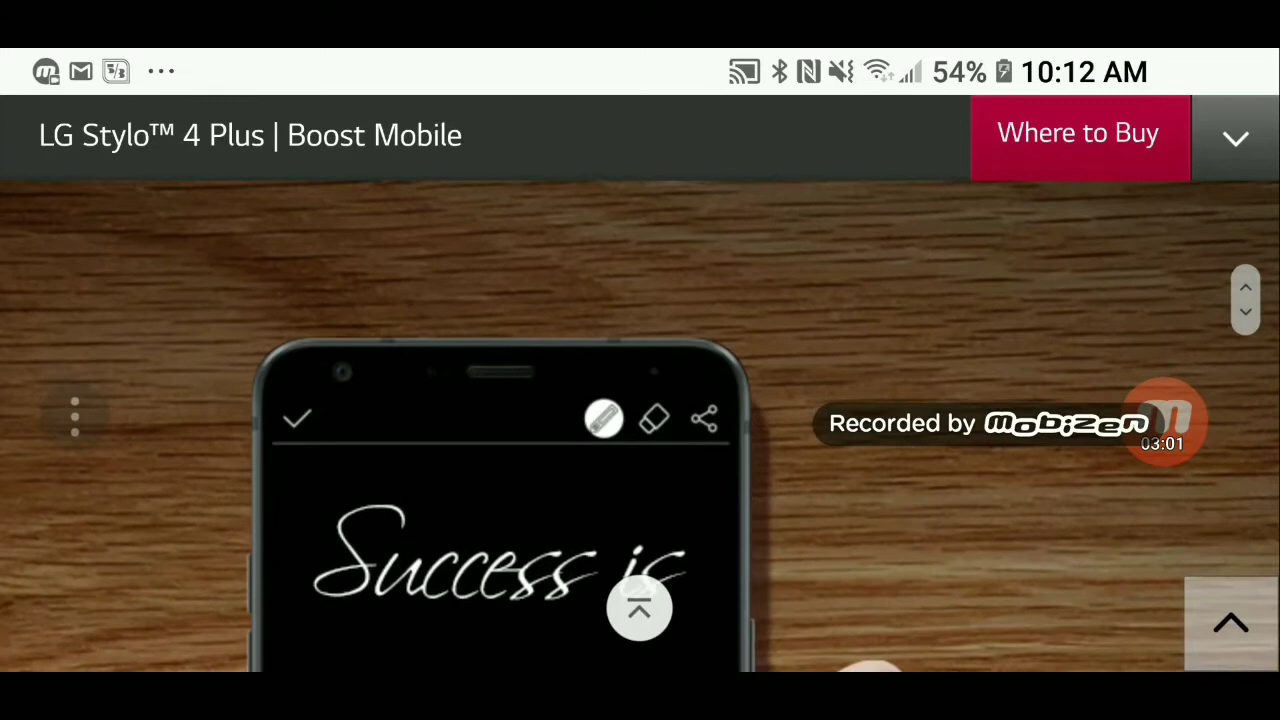 54% 10:12 AM
LG Stylo™ 4 Plus | Boost Mobile
Where to Buy
Recorded by mobizen
03:01
Success is